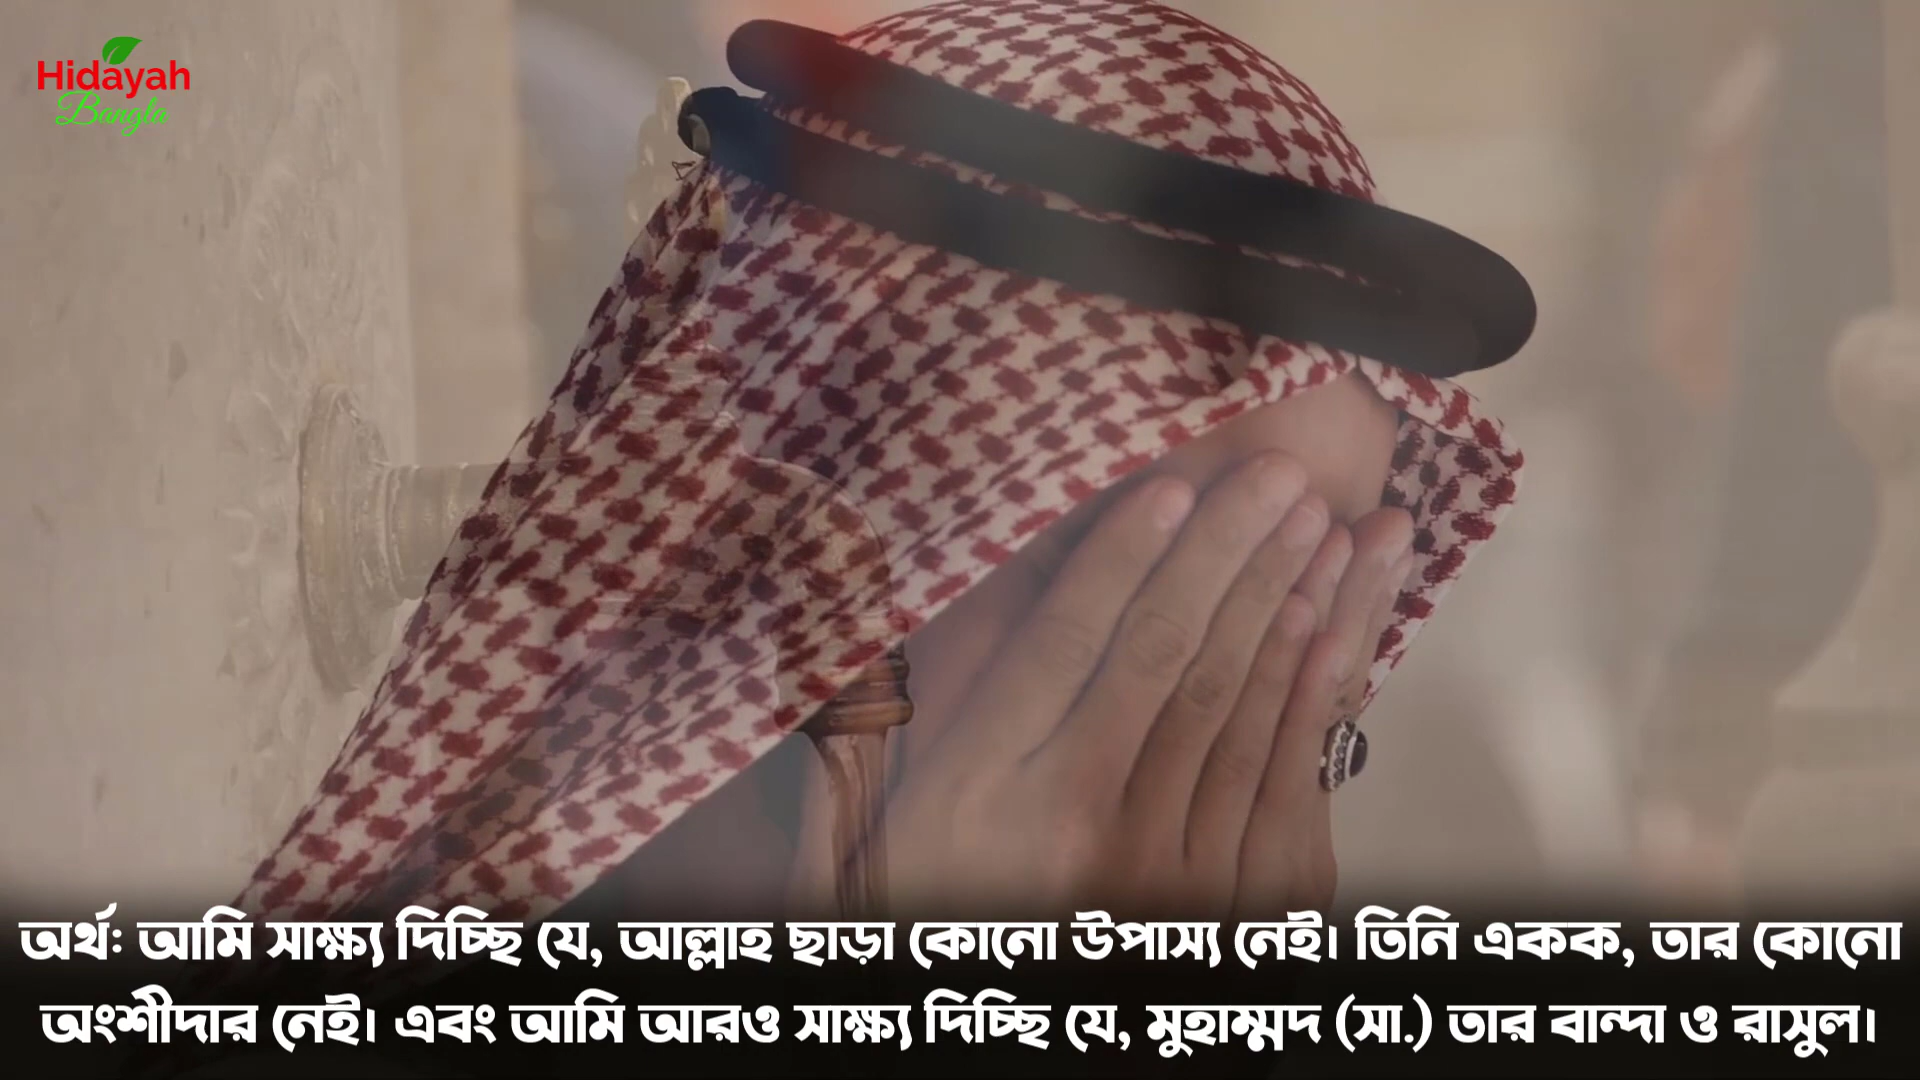 Hidayah
Bangla
অর্থঃ আমি সাক্ষ্য দিচ্ছি যে, আল্লাহ ছাড়া কোনো উপাস্য নেই। তিনি একক, তার কোনো
অংশীদার নেই। এবং আমি আরও সাক্ষ্য দিচ্ছি যে, মুহাম্মদ (সা.) তার বান্দা ও রাসুল।